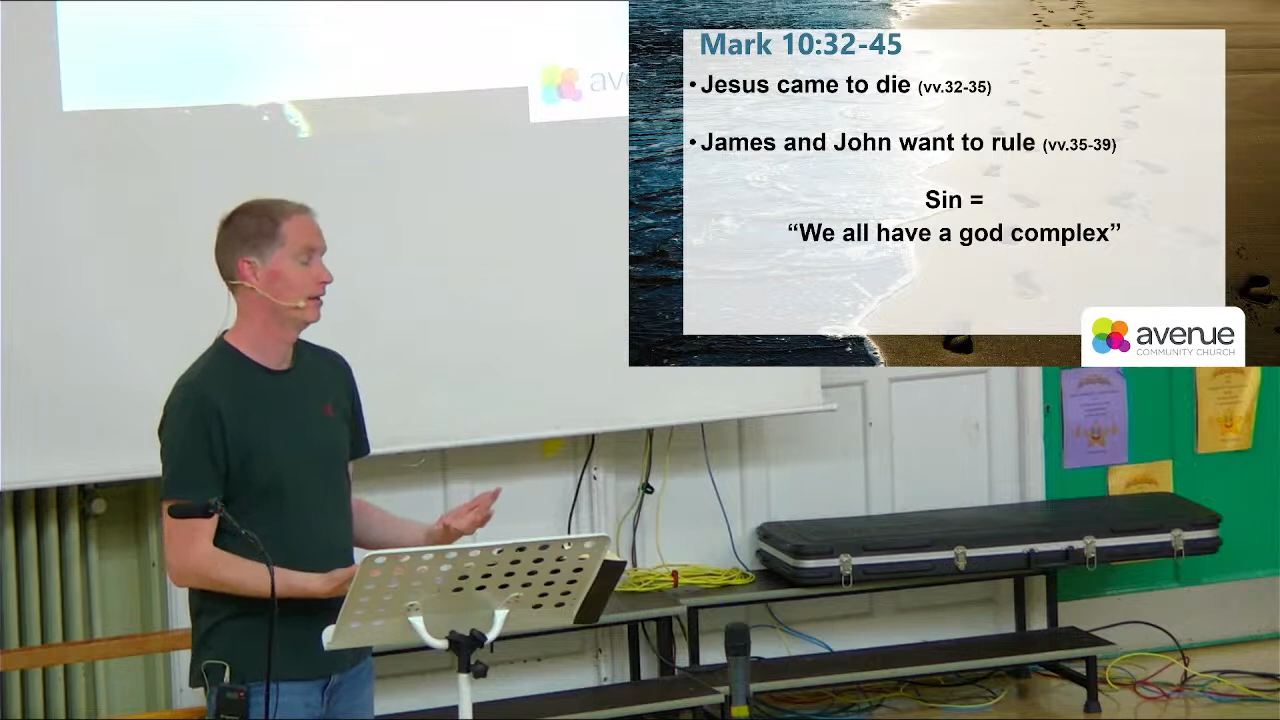 Mark 10:32-45
• Jesus came to die (vv.32-35)
• James and John want to rule (vv.35-39)
Sin =
“We all have a god complex”
avenue
COMMUNITY CHURCH
av